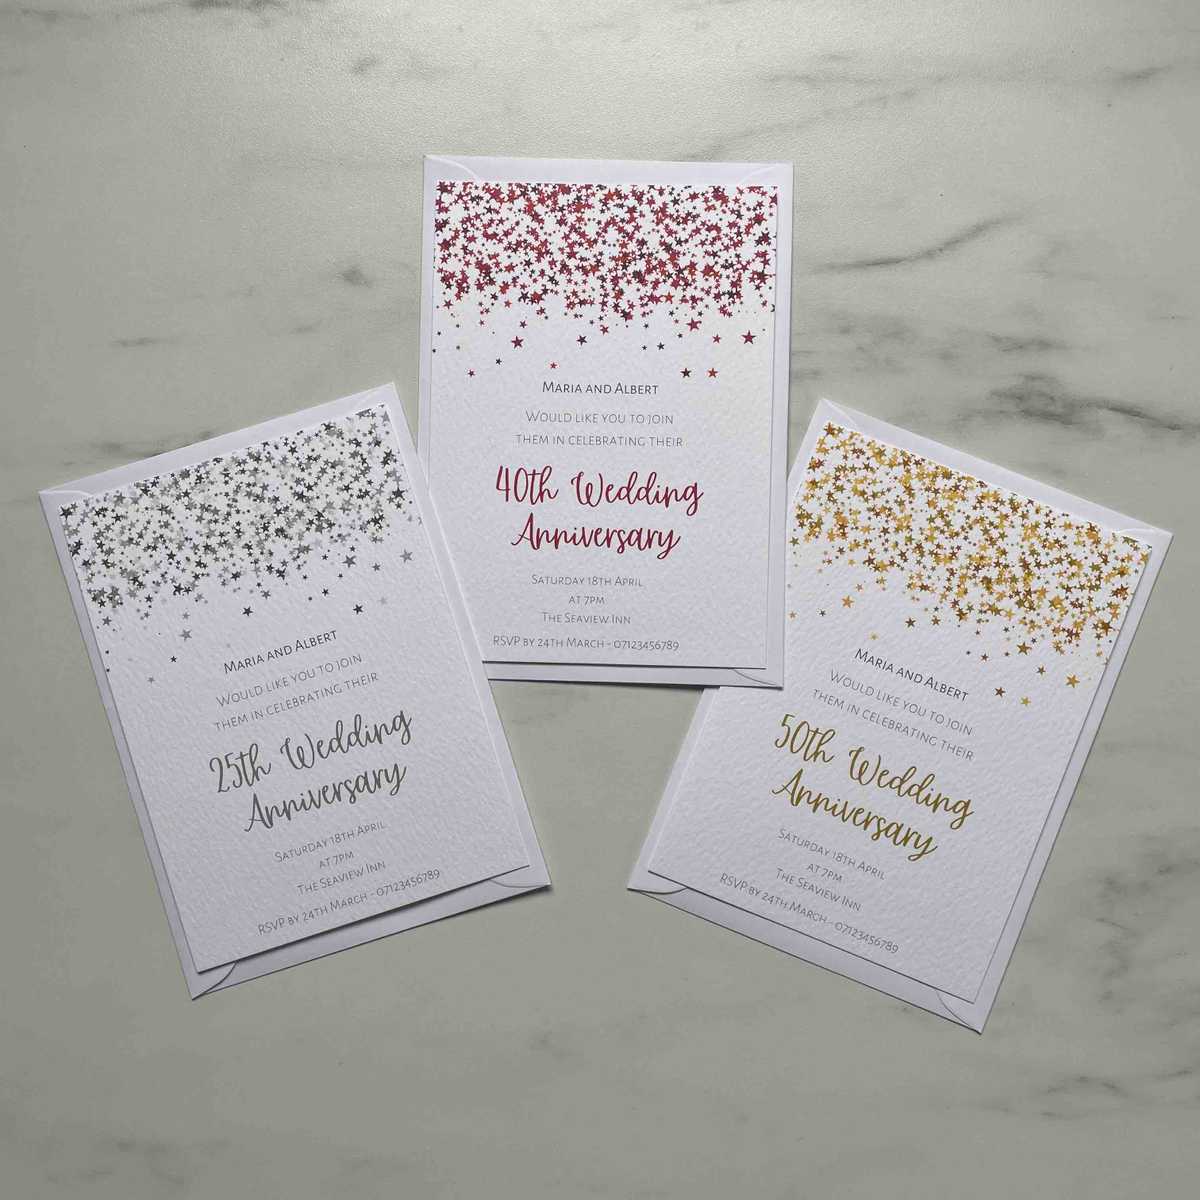 Maria and Albert
Would like you to join
them in celebrating their
25th Wedding
Anniversary
Saturday 18th April
at 7pm
The Seaview Inn
RSVP by 24th March - 07123456789
Maria and Albert
Would like you to join
them in celebrating their
40th Wedding
Anniversary
Saturday 18th April
at 7pm
The Seaview Inn
RSVP by 24th March - 07123456789
Maria and Albert
Would like you to join
them in celebrating their
50th Wedding
Anniversary
Saturday 18th April
at 7pm
The Seaview Inn
RSVP by 24th March - 07123456789